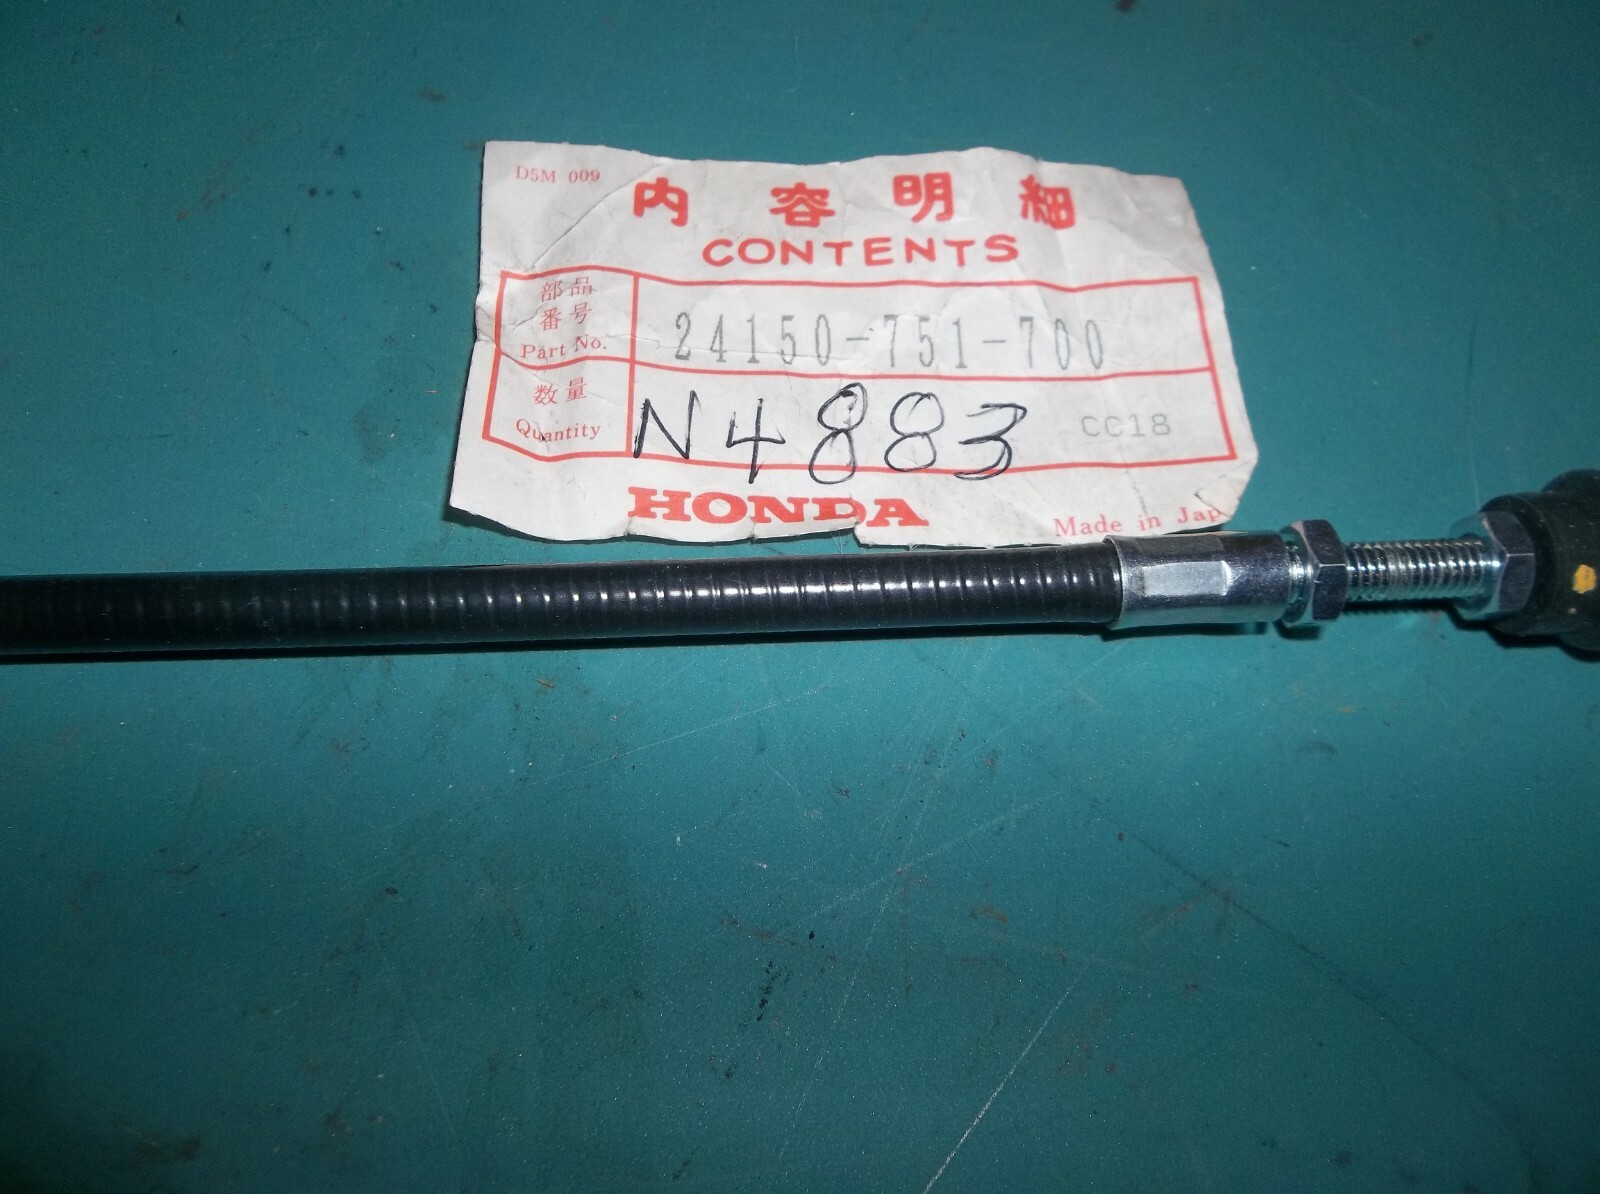 D5M 009
内容明細
CONTENTS
部品
番号
Part No.
24150-751-700
数量
Quantity
N4883
CC18
HONDA
Made in Jap